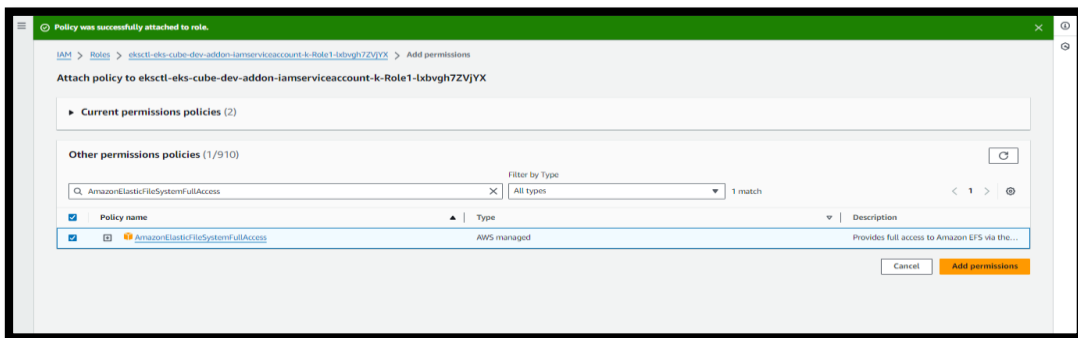 Policy was successfully attached to role.
IAM > Roles > eksctl-eks-cube-dev-addon-iamserviceaccount-k-Role1-lxbvgh7ZVjYX > Add permissions
Attach policy to eksctl-eks-cube-dev-addon-iamserviceaccount-k-Role1-lxbvgh7ZVjYX
Current permissions policies (2)
Other permissions policies (1/910)
Filter by Type
AmazonElasticFileSystemFullAccess All types 1 match 1
Policy name Type Description
AmazonElasticFileSystemFullAccess AWS managed Provides full access to Amazon EFS via the...
Cancel Add permissions